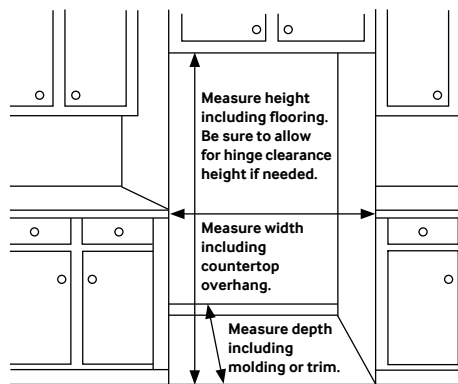 Measure height
including flooring.
Be sure to allow
for hinge clearance
height if needed.
Measure width
including
countertop
overhang.
Measure depth
including
molding or trim.